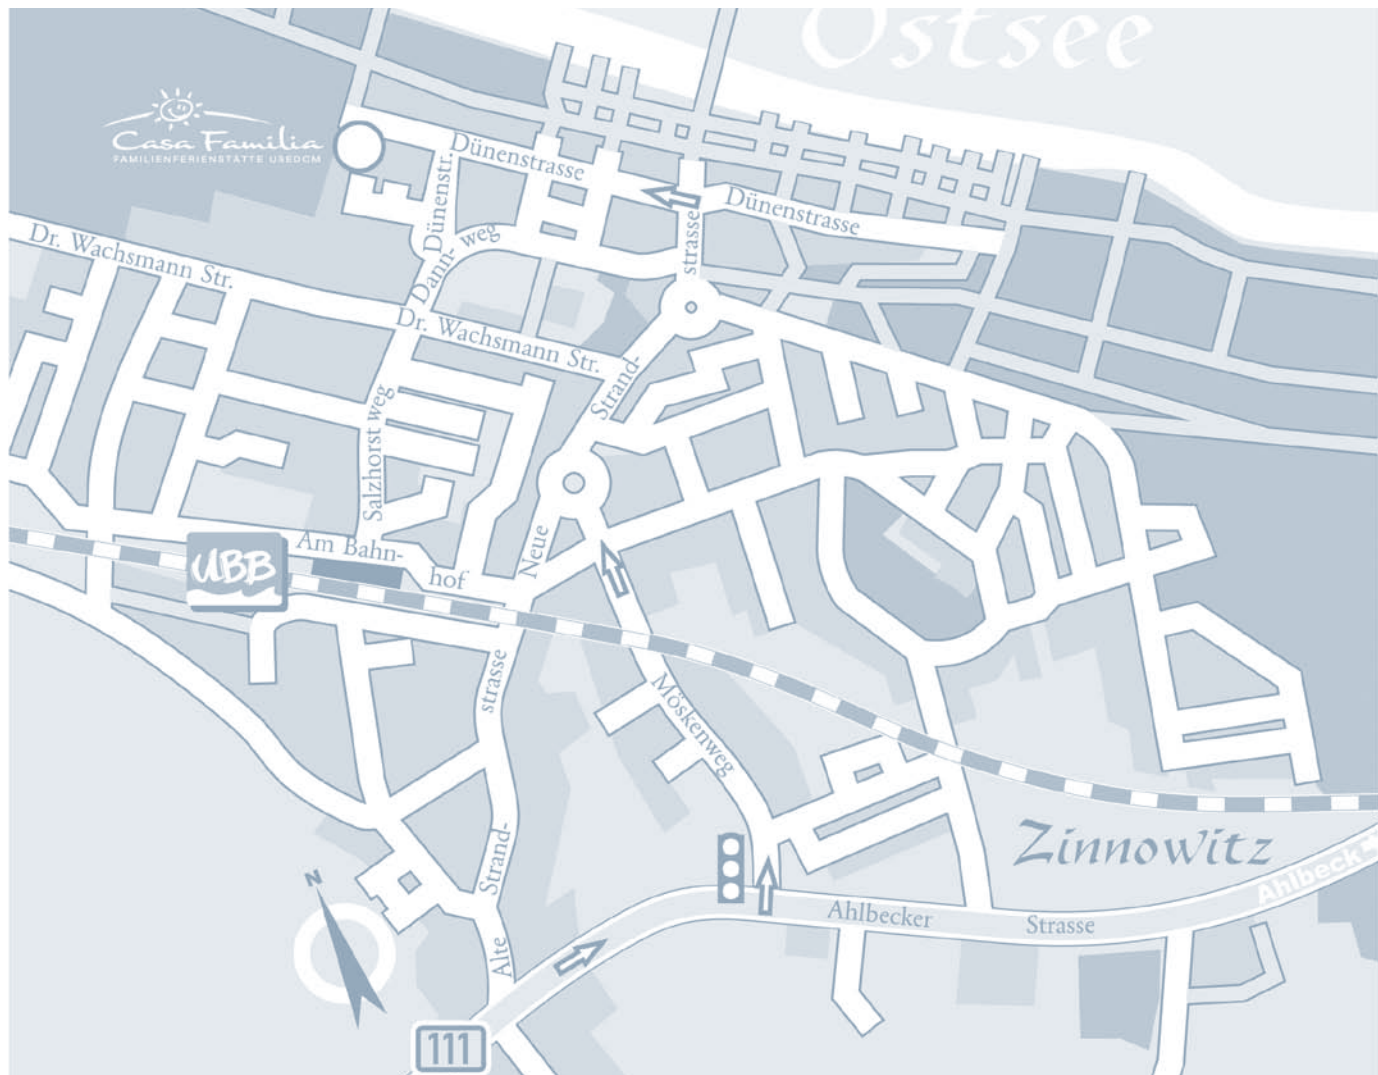 Ostsee
Casa Familia
FAMILIENFERIENSTÄTTE USEDOM
Dünenstrasse
Dünenstrasse
Dünenstr.
Dann-
weg
strasse
Dr. Wachsmann Str.
Dr. Wachsmann Str.
Strand-
Neue
Salzhorst weg
UBB
Am Bahn-
hof
strasse
Strand-
Alte
Möskenweg
Zinnowitz
Ahlbeck
Ahlbecker Strasse
N
111